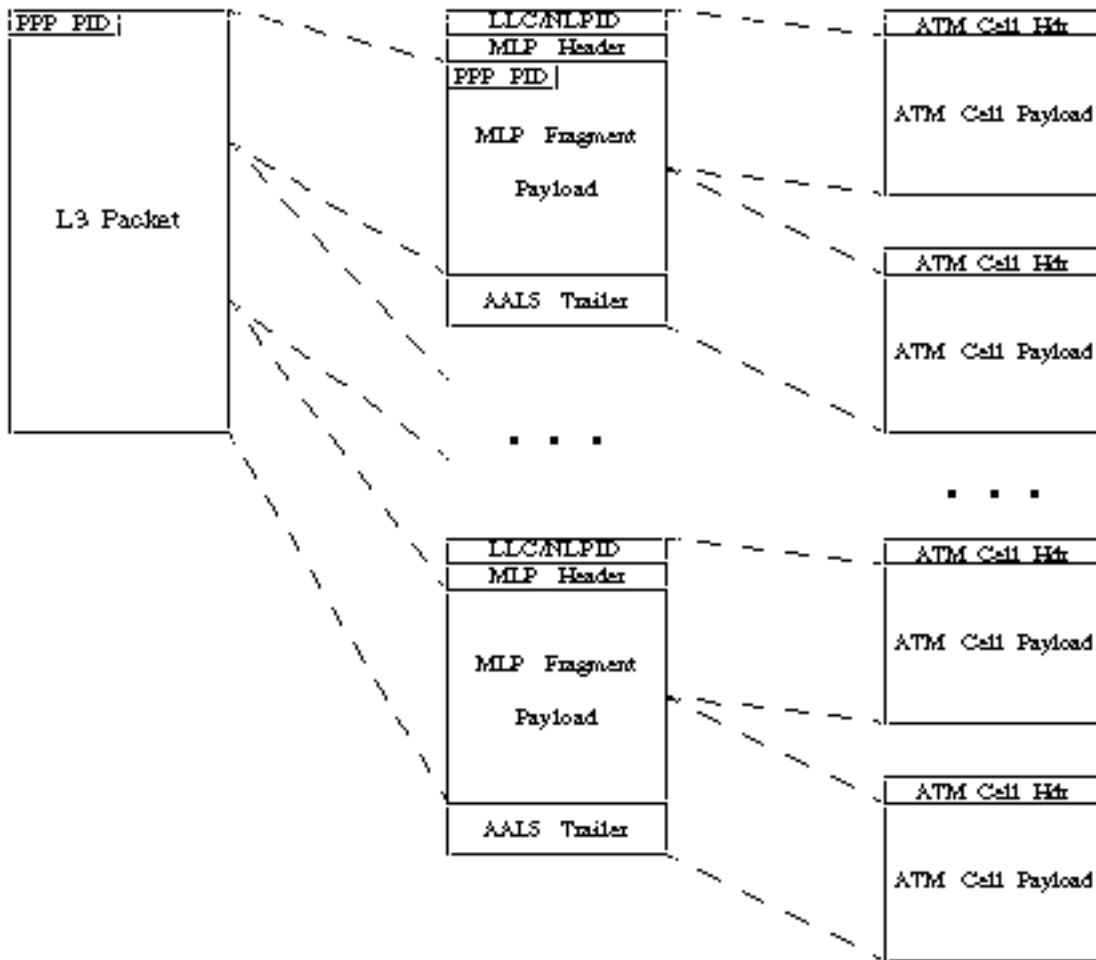 PPP PID
L3 Packet
LLC/NLPID
MLP Header
PPP PID
MLP Fragment
Payload
AAL5 Trailer
. . .
LLC/NLPID
MLP Header
MLP Fragment
Payload
AAL5 Trailer
ATM Cell Hdr
ATM Cell Payload
ATM Cell Hdr
ATM Cell Payload
. . .
ATM Cell Hdr
ATM Cell Payload
ATM Cell Hdr
ATM Cell Payload